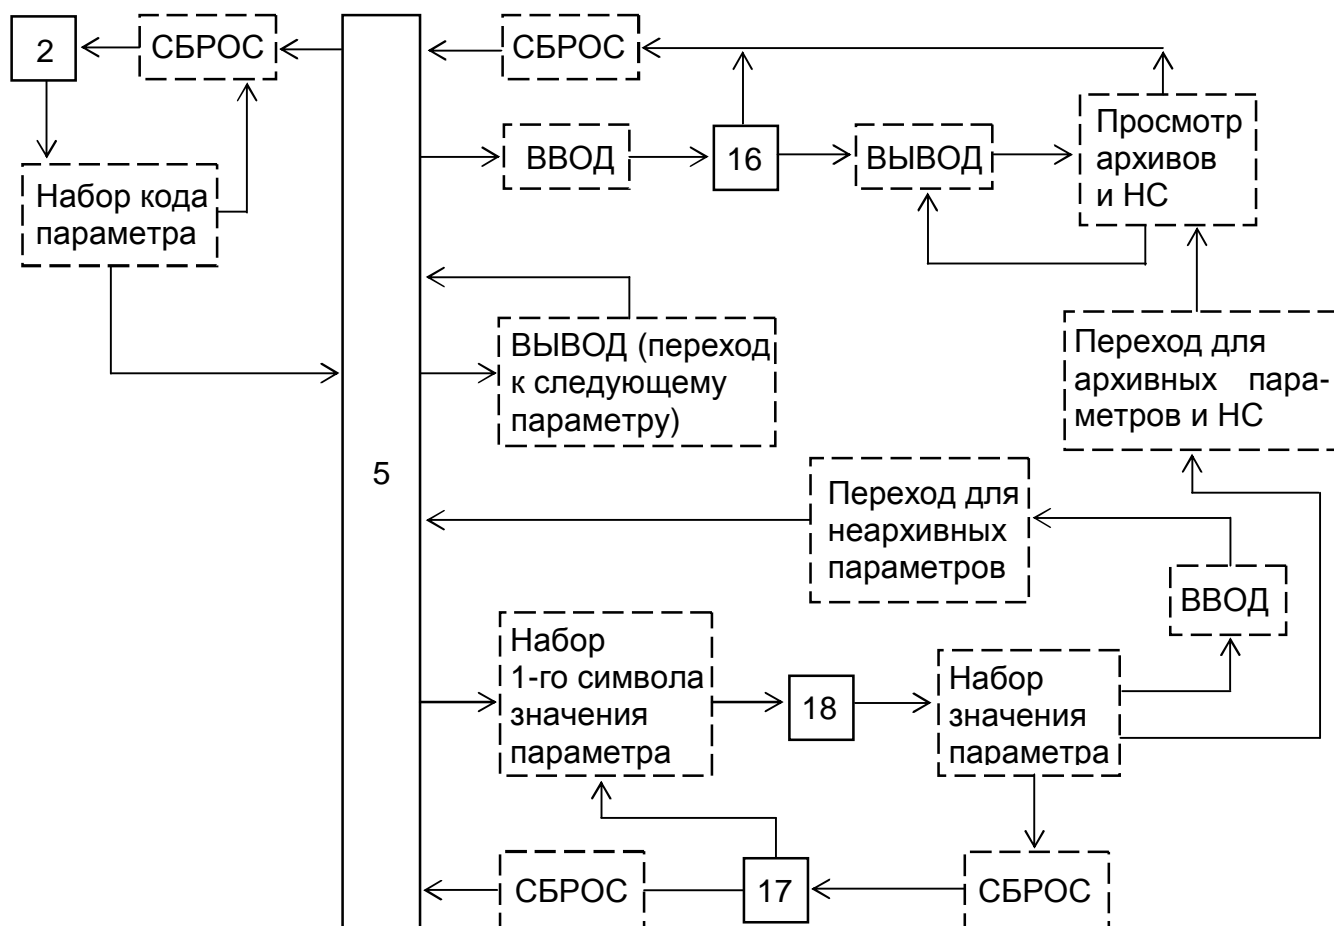 2
СБРОС
СБРОС
ВВОД
16
ВЫВОД
Просмотр
архивов
и НС
Набор кода
параметра
ВЫВОД (переход
к следующему
параметру)
Переход для
архивных пара-
метров и НС
5
Переход для
неархивных
параметров
ВВОД
Набор
1-го символа
значения
параметра
18
Набор
значения
параметра
СБРОС
17
СБРОС